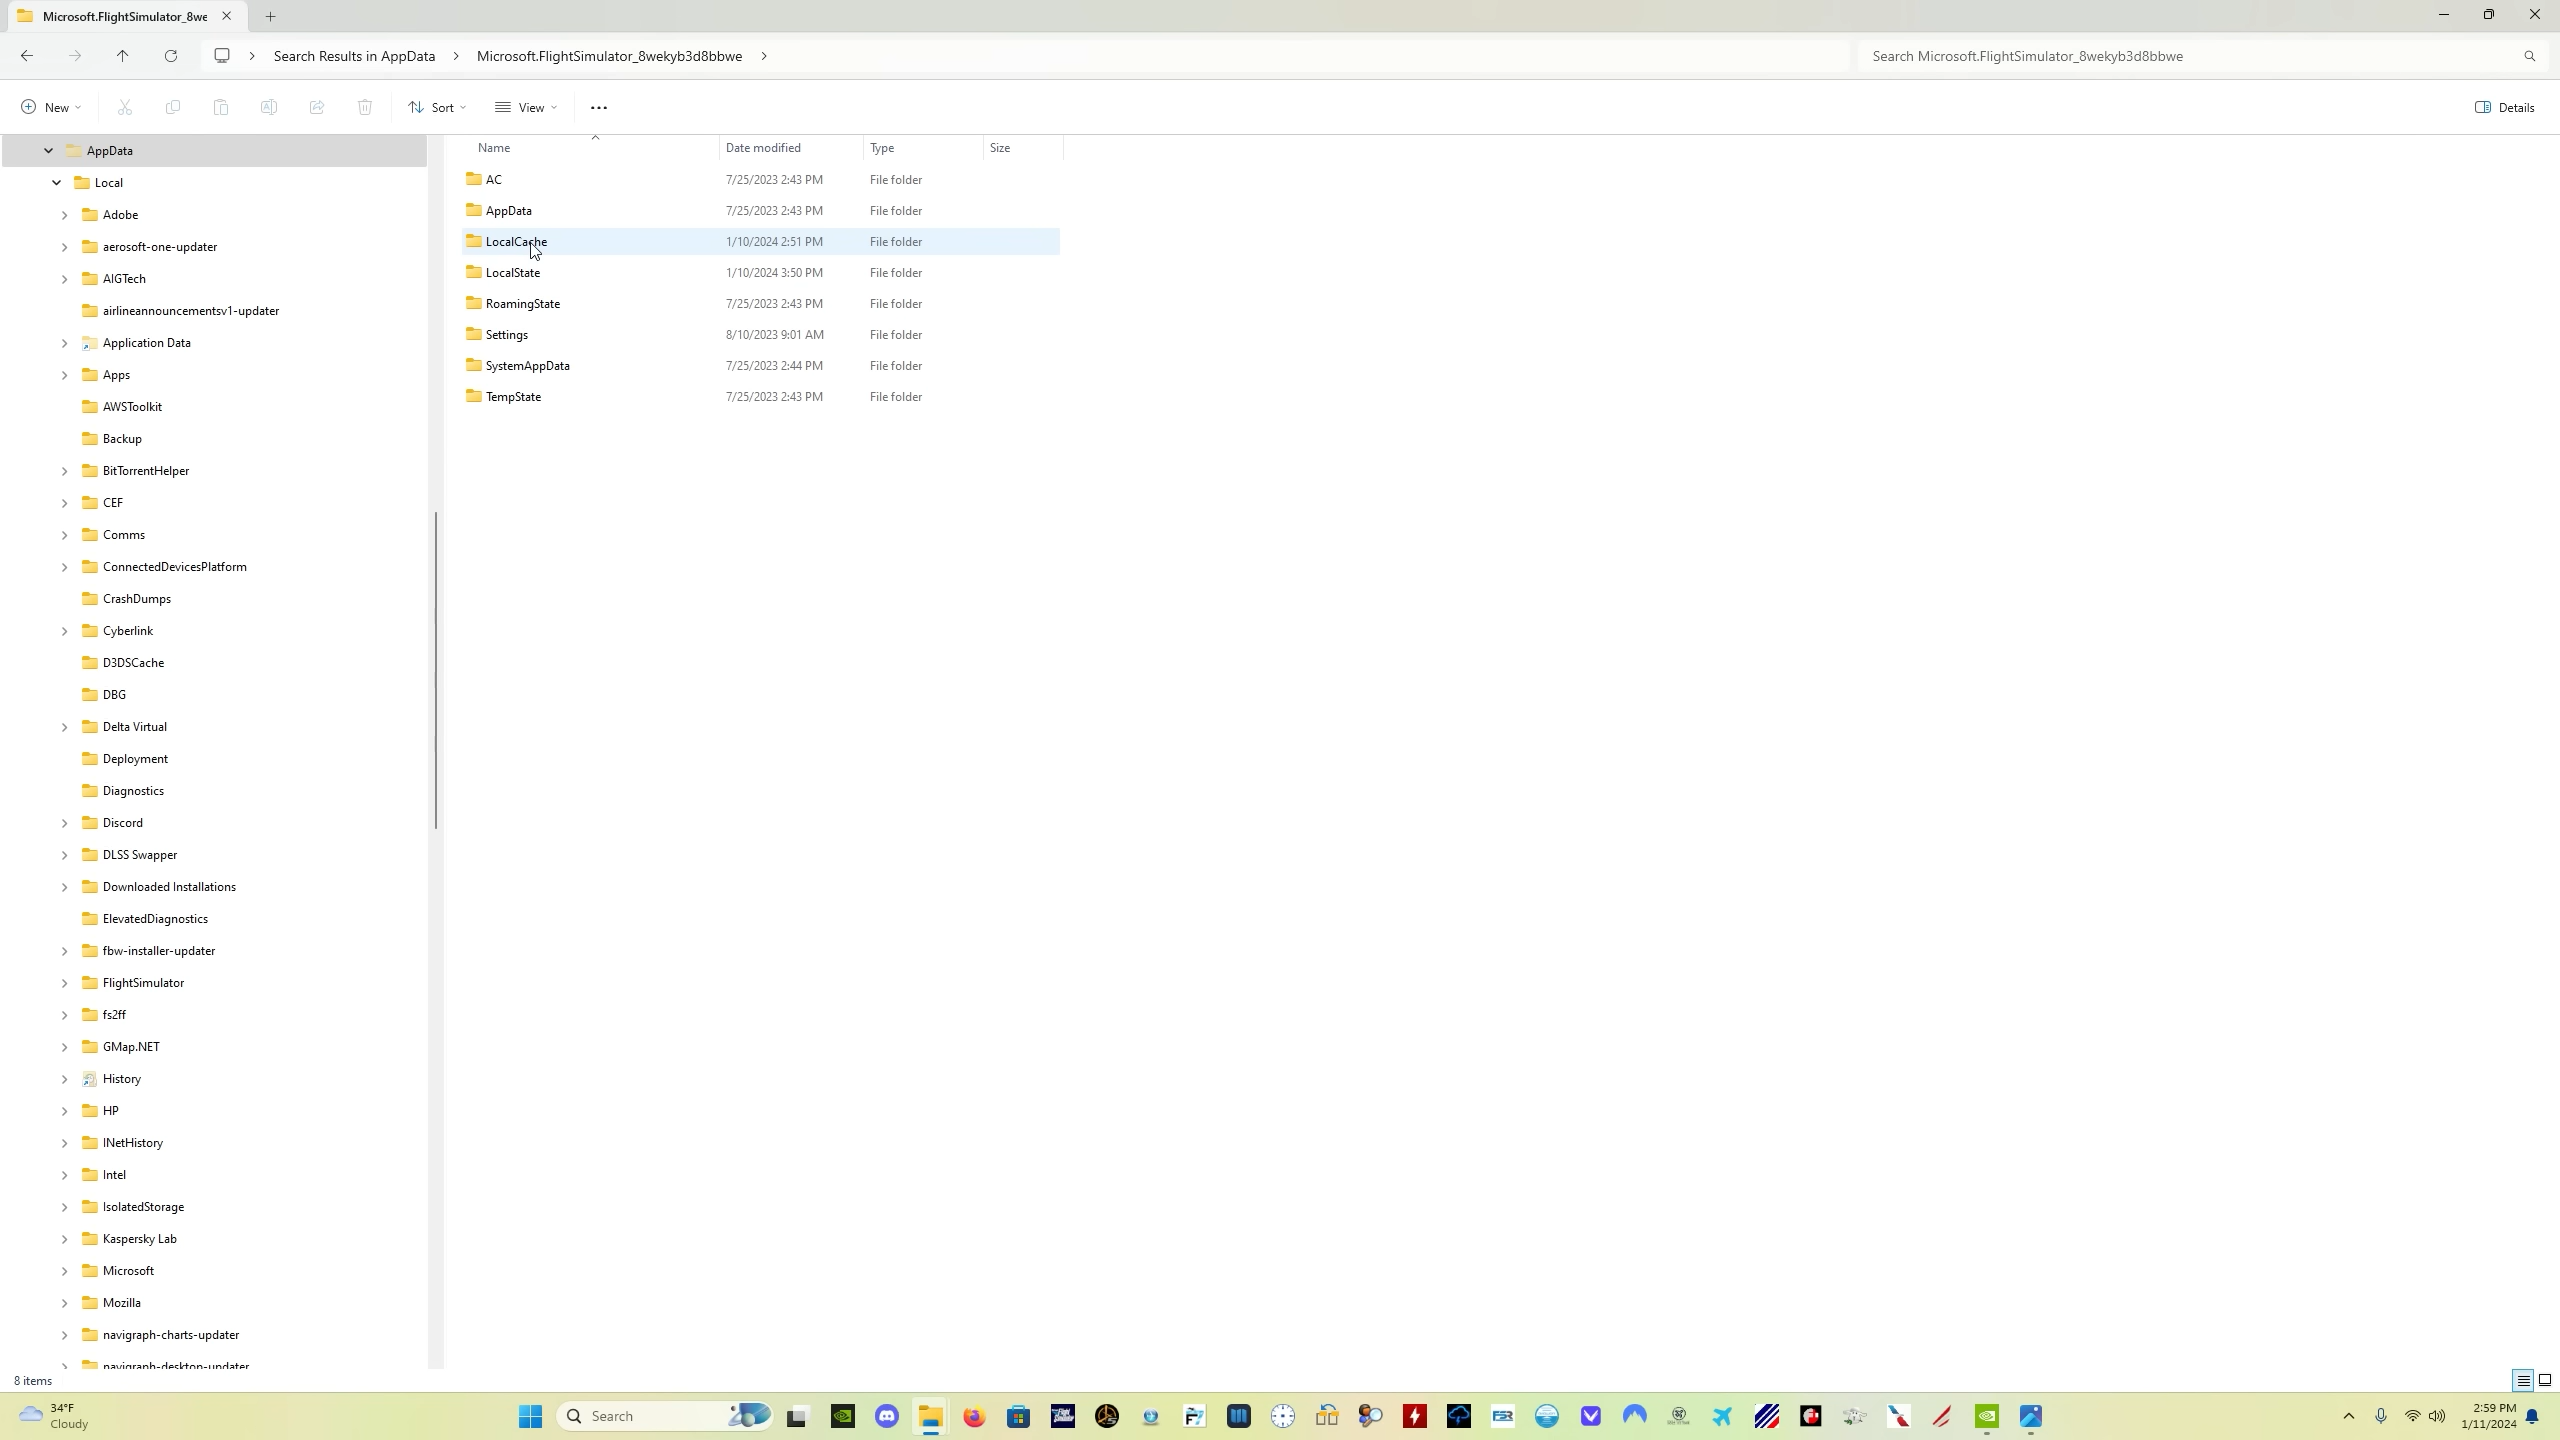 Microsoft.FlightSimulator_8we
Search Results in AppData
Microsoft.FlightSimulator_8wekyb3d8bbwe
Search Microsoft.FlightSimulator_8wekyb3d8bbwe
New
Sort
View
Details
AppData
Local
Adobe
aerosoft-one-updater
AIGTech
airlineannouncementsv1-updater
Application Data
Apps
AWSToolkit
Backup
BitTorrentHelper
CEF
Comms
ConnectedDevicesPlatform
CrashDumps
Cyberlink
D3DSCache
DBG
Delta Virtual
Deployment
Diagnostics
Discord
DLSS Swapper
Downloaded Installations
ElevatedDiagnostics
fbw-installer-updater
FlightSimulator
fs2ff
GMap.NET
History
HP
INetHistory
Intel
IsolatedStorage
Kaspersky Lab
Microsoft
Mozilla
navigraph-charts-updater
navigraph-desktop-updater
Name Date modified Type Size
AC 7/25/2023 2:43 PM File folder
AppData 7/25/2023 2:43 PM File folder
LocalCache 1/10/2024 2:51 PM File folder
LocalState 1/10/2024 3:50 PM File folder
RoamingState 7/25/2023 2:43 PM File folder
Settings 8/10/2023 9:01 AM File folder
SystemAppData 7/25/2023 2:44 PM File folder
TempState 7/25/2023 2:43 PM File folder
8 items
34°F
Cloudy
Search
2:59 PM
1/11/2024